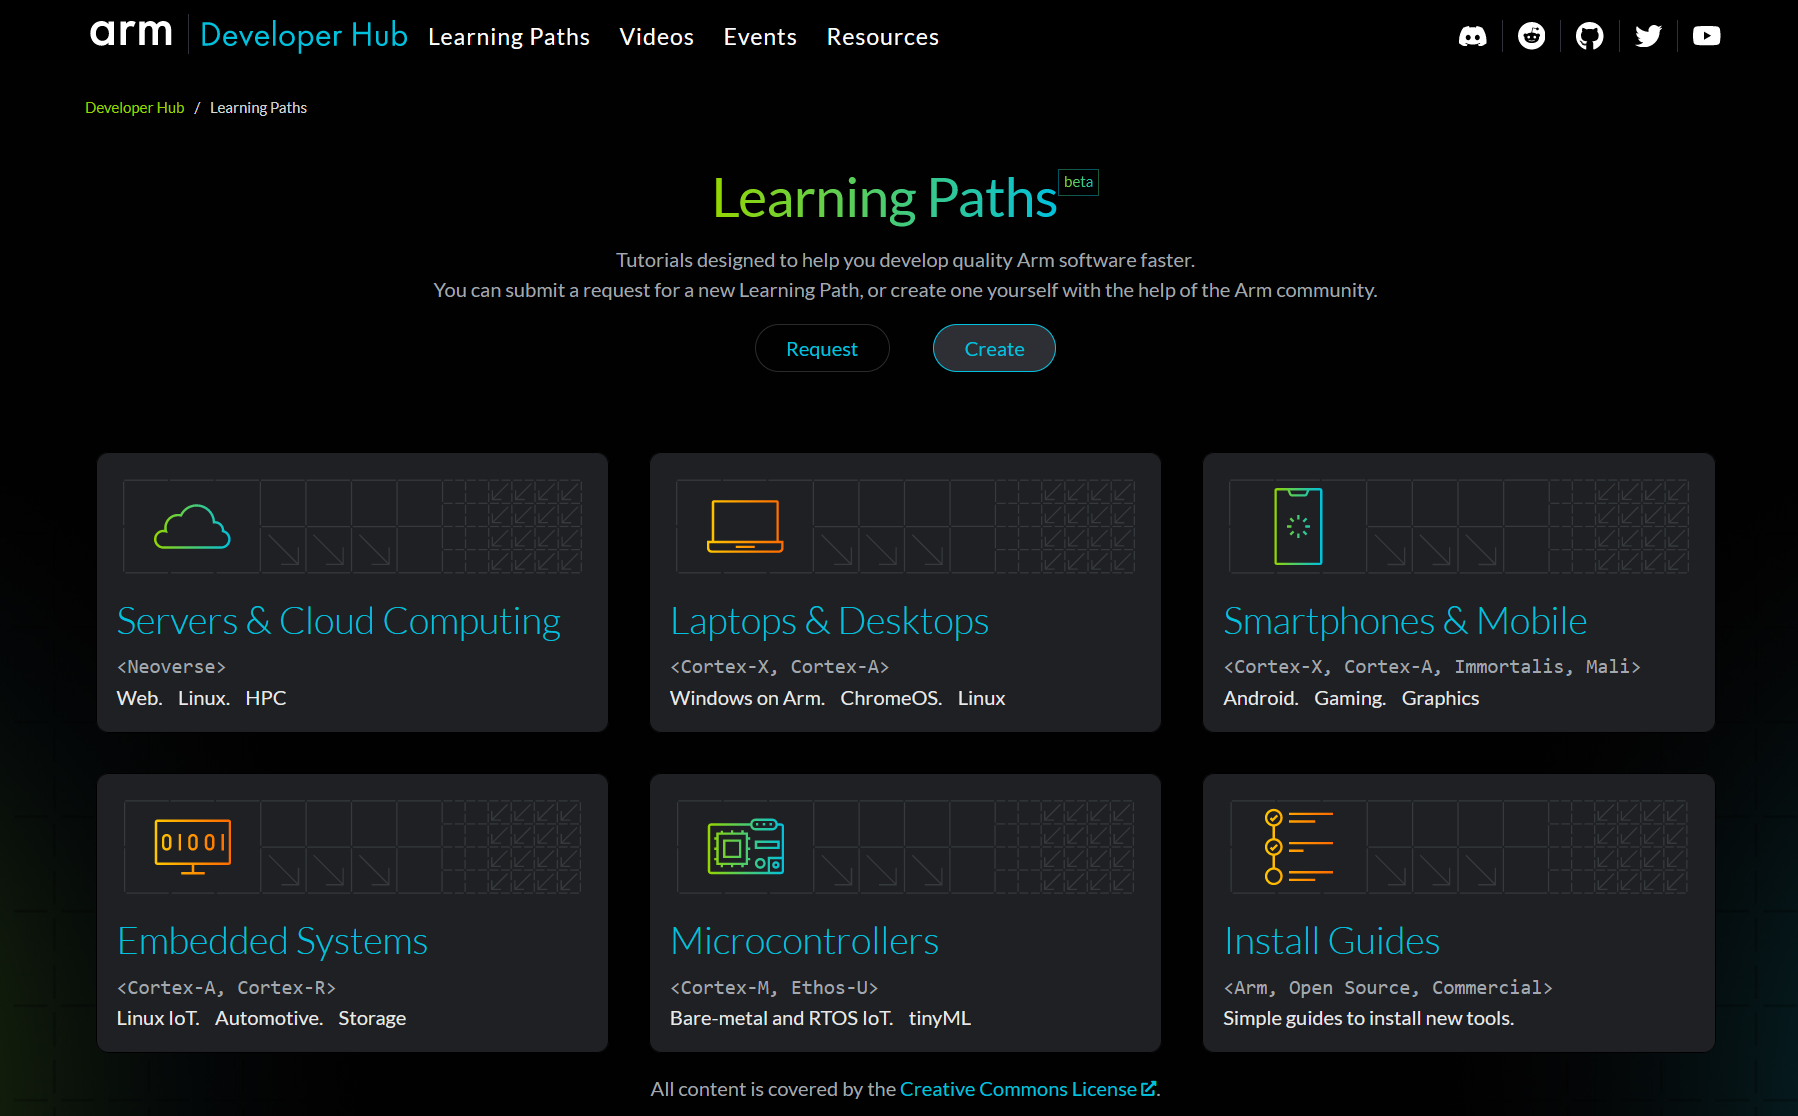 arm Developer Hub Learning Paths Videos Events Resources
Developer Hub / Learning Paths
Learning Paths beta
Tutorials designed to help you develop quality Arm software faster.
You can submit a request for a new Learning Path, or create one yourself with the help of the Arm community.
Request Create
Servers & Cloud Computing
<Neoverse>
Web. Linux. HPC
Laptops & Desktops
<Cortex-X, Cortex-A>
Windows on Arm. ChromeOS. Linux
Smartphones & Mobile
<Cortex-X, Cortex-A, Immortalis, Mali>
Android. Gaming. Graphics
01001
Embedded Systems
<Cortex-A, Cortex-R>
Linux IoT. Automotive. Storage
Microcontrollers
<Cortex-M, Ethos-U>
Bare-metal and RTOS IoT. tinyML
Install Guides
<Arm, Open Source, Commercial>
Simple guides to install new tools.
All content is covered by the Creative Commons License.